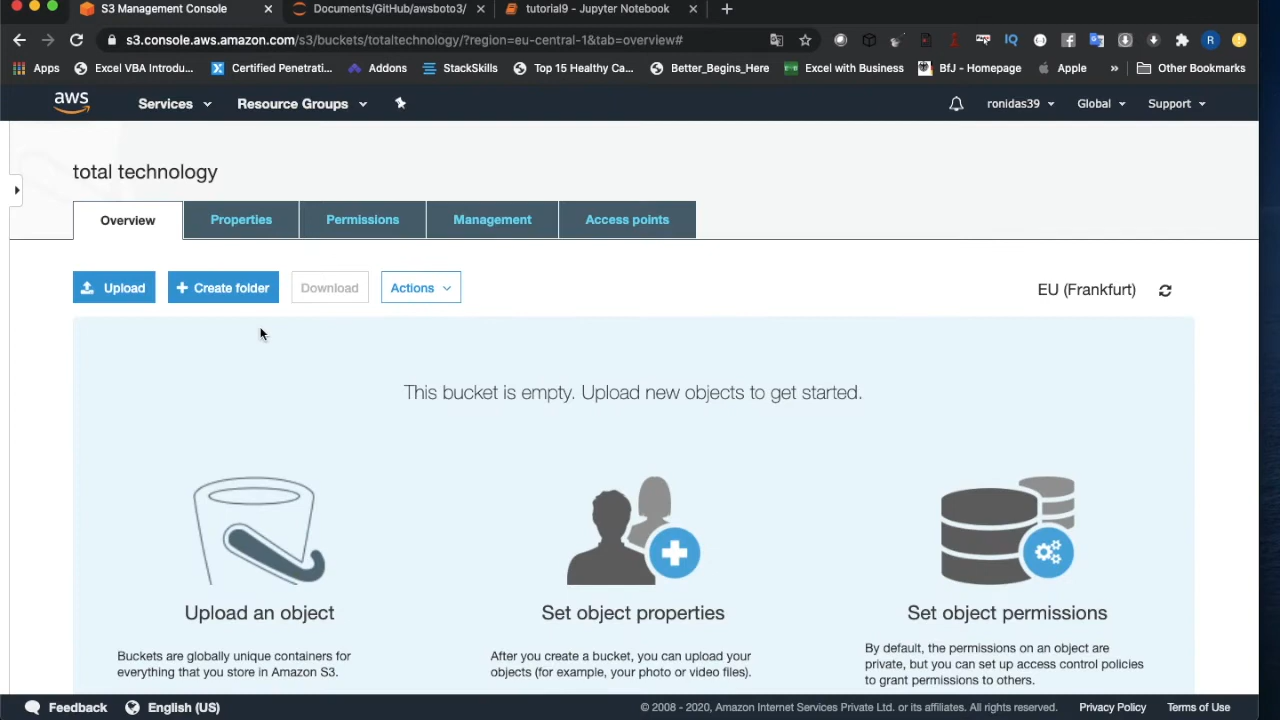 S3 Management Console
Documents/GitHub/awsboto3/
tutorial9 - Jupyter Notebook
s3.console.aws.amazon.com/s3/buckets/totaltechnology/?region=eu-central-1&tab=overview#
IQ
R
Apps
Excel VBA Introdu...
Certified Penetrati...
Addons
StackSkills
Top 15 Healthy Ca...
Better_Begins_Here
Excel with Business
BfJ - Homepage
Apple
»
Other Bookmarks
aws
Services
Resource Groups
ronidas39
Global
Support
total technology
Overview
Properties
Permissions
Management
Access points
Upload
+ Create folder
Download
Actions
EU (Frankfurt)
This bucket is empty. Upload new objects to get started.
Upload an object
Buckets are globally unique containers for
everything that you store in Amazon S3.
Set object properties
After you create a bucket, you can upload your
objects (for example, your photo or video files).
Set object permissions
By default, the permissions on an object are
private, but you can set up access control policies
to grant permissions to others.
Feedback
English (US)
© 2008 - 2020, Amazon Internet Services Private Ltd. or its affiliates. All rights reserved.
Privacy Policy
Terms of Use